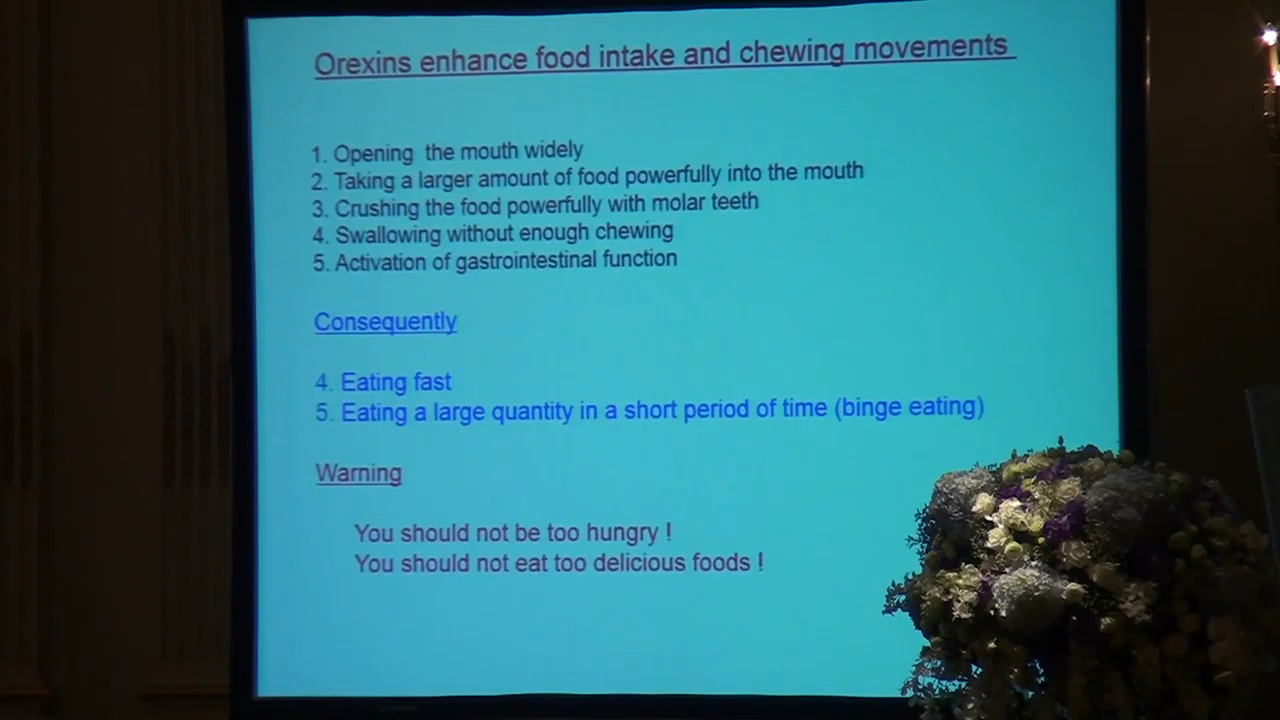 Orexins enhance food intake and chewing movements
1. Opening the mouth widely
2. Taking a larger amount of food powerfully into the mouth
3. Crushing the food powerfully with molar teeth
4. Swallowing without enough chewing
5. Activation of gastrointestinal function
Consequently
4. Eating fast
5. Eating a large quantity in a short period of time (binge eating)
Warning
You should not be too hungry !
You should not eat too delicious foods !